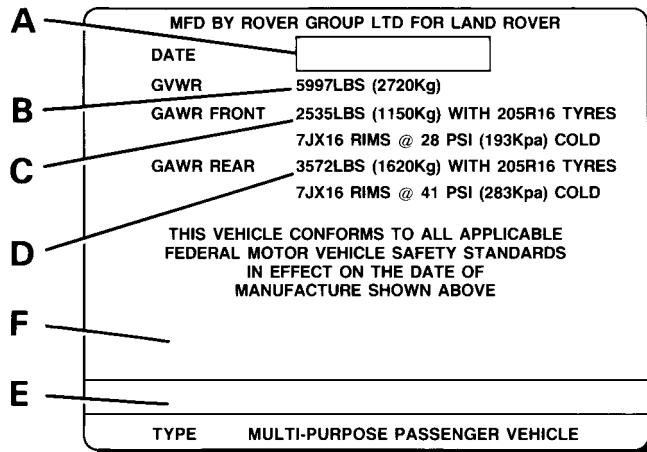 A
MFD BY ROVER GROUP LTD FOR LAND ROVER
DATE
B
GVWR 5997LBS (2720Kg)
GAWR FRONT 2535LBS (1150Kg) WITH 205R16 TYRES
7JX16 RIMS @ 28 PSI (193Kpa) COLD
C
GAWR REAR 3572LBS (1620Kg) WITH 205R16 TYRES
7JX16 RIMS @ 41 PSI (283Kpa) COLD
D
THIS VEHICLE CONFORMS TO ALL APPLICABLE
FEDERAL MOTOR VEHICLE SAFETY STANDARDS
IN EFFECT ON THE DATE OF
MANUFACTURE SHOWN ABOVE
F
E
TYPE MULTI-PURPOSE PASSENGER VEHICLE